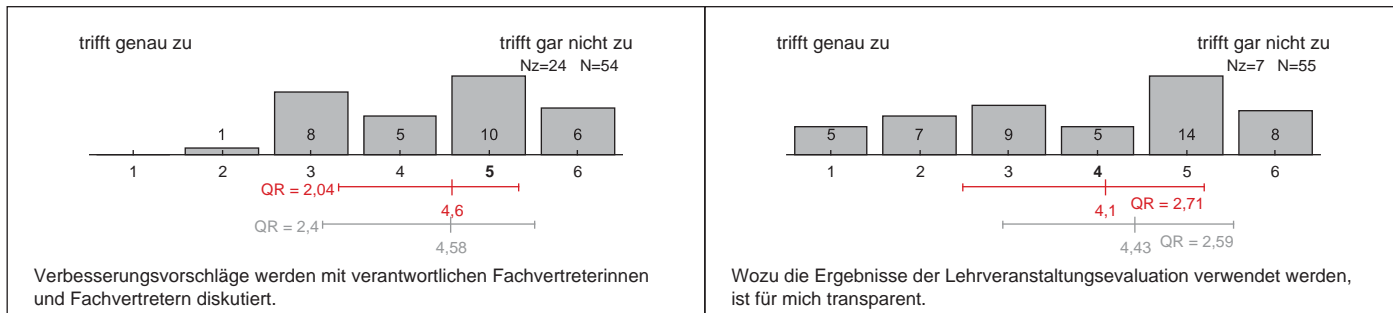 trifft genau zu
trifft gar nicht zu
Nz=24 N=54
1
8
5
10
6
1 2 3 4 5 6
QR = 2,04
4,6
QR = 2,4
4,58
Verbesserungsvorschläge werden mit verantwortlichen Fachvertreterinnen
und Fachvertretern diskutiert.
trifft genau zu
trifft gar nicht zu
Nz=7 N=55
5
7
9
5
14
8
1 2 3 4 5 6
4,1
QR = 2,71
4,43
QR = 2,59
Wozu die Ergebnisse der Lehrveranstaltungsevaluation verwendet werden,
ist für mich transparent.